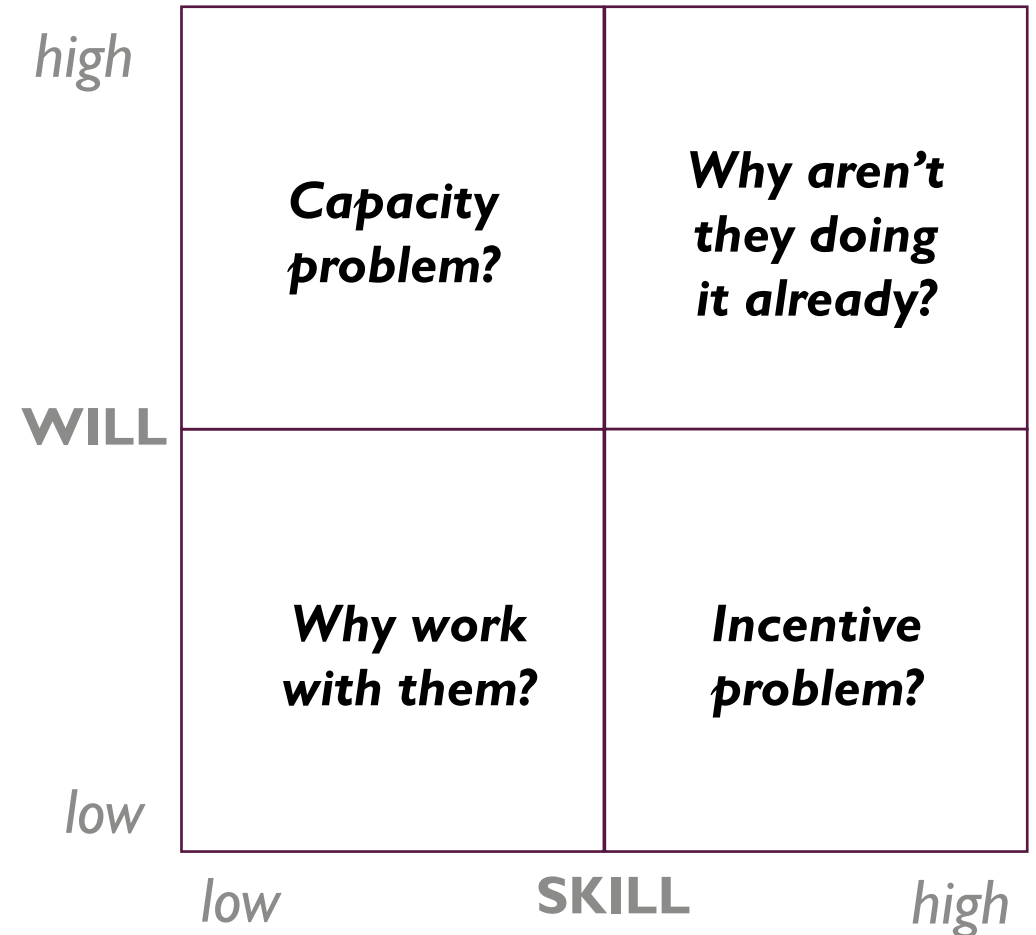 high
Capacity
problem?
Why aren’t
they doing
it already?
WILL
Why work
with them?
Incentive
problem?
low
low
SKILL
high